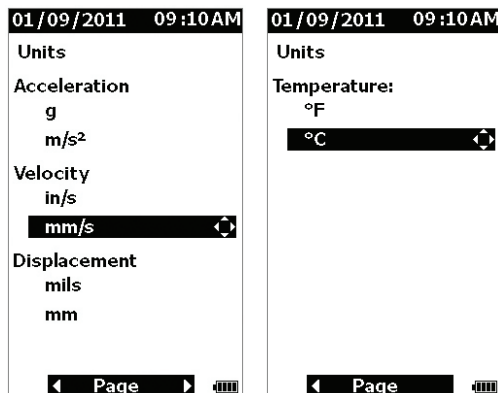 01/09/2011 09:10AM
Units
Acceleration
g
m/s²
Velocity
in/s
mm/s
Displacement
mils
mm
Page
01/09/2011 09:10AM
Units
Temperature:
°F
°C
Page